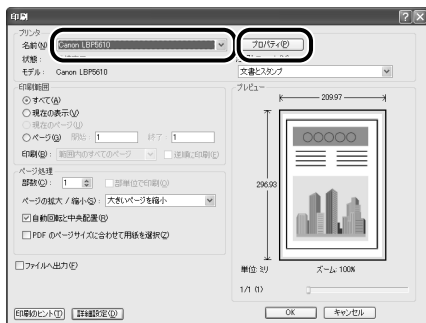 印刷
プリンタ
名前(N): Canon LBP5610 プロパティ(P)
状態:
モデル: Canon LBP5610 文書とスタンプ
印刷範囲
すべて(A)
現在の表示(V)
現在のページ(U)
ページ(G) 開始: 1 終了: 1
印刷(B): 範囲内のすべてのページ 逆順に印刷(E)
ページ処理
部数(C): 1 部単位で印刷(O)
ページの拡大 / 縮小(S): 大きいページを縮小
自動回転と中央配置(R)
PDF のページサイズに合わせて用紙を選択(Z)
ファイルへ出力(F)
プレビュー
209.97
296.93
単位: ミリ ズーム: 100%
1/1 (1)
印刷のヒント(T) 詳細設定(D) OK キャンセル